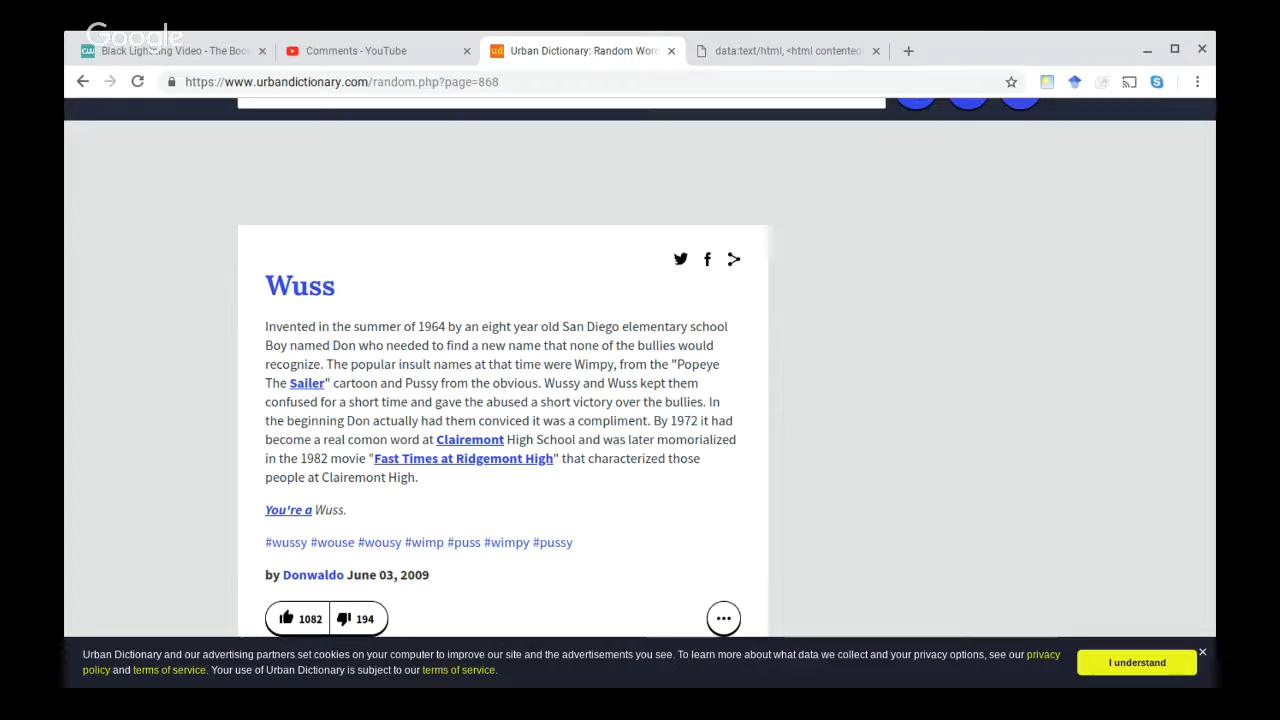 Google
Black Lightning Video - The Book
Comments - YouTube
ud
Urban Dictionary: Random Word
data:text/html, <html contented
https://www.urbandictionary.com/random.php?page=868
Wuss
Invented in the summer of 1964 by an eight year old San Diego elementary school
Boy named Don who needed to find a new name that none of the bullies would
recognize. The popular insult names at that time were Wimpy, from the "Popeye
The Sailer" cartoon and Pussy from the obvious. Wussy and Wuss kept them
confused for a short time and gave the abused a short victory over the bullies. In
the beginning Don actually had them conviced it was a compliment. By 1972 it had
become a real comon word at Clairemont High School and was later momorialized
in the 1982 movie "Fast Times at Ridgemont High" that characterized those
people at Clairemont High.
You're a Wuss.
#wussy #wouse #wousy #wimp #puss #wimpy #pussy
by Donwaldo June 03, 2009
1082
194
Urban Dictionary and our advertising partners set cookies on your computer to improve our site and the advertisements you see. To learn more about what data we collect and your privacy options, see our privacy
policy and terms of service. Your use of Urban Dictionary is subject to our terms of service.
I understand